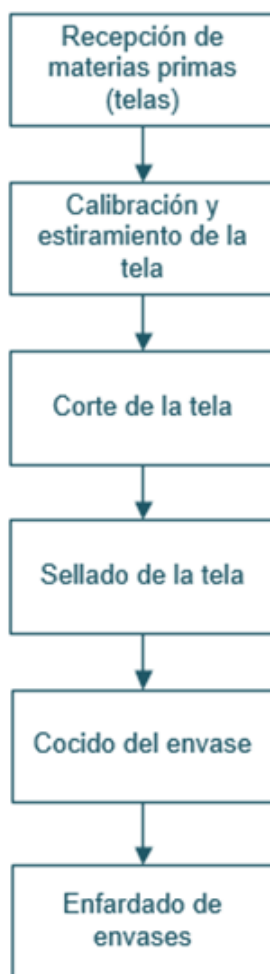 Recepción de
materias primas
(telas)
Calibración y
estiramiento de la
tela
Corte de la tela
Sellado de la tela
Cocido del envase
Enfardado de
envases